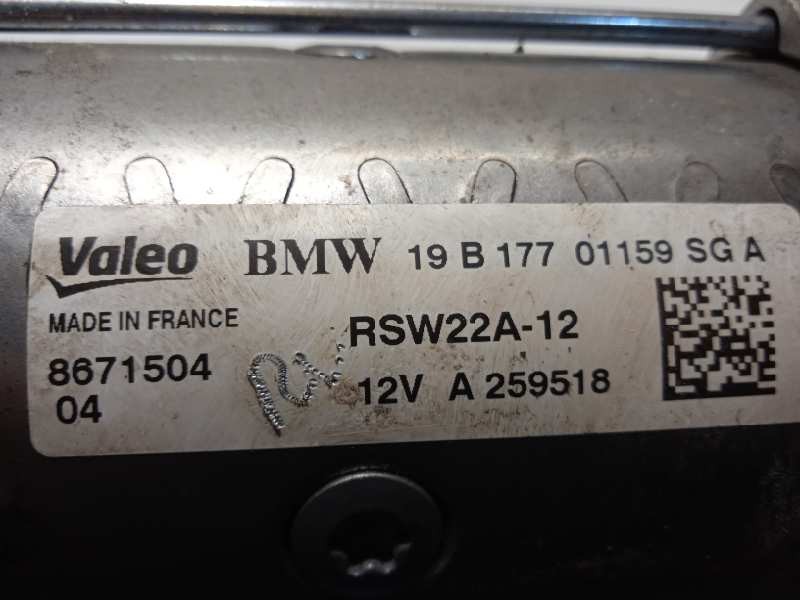 Valeo BMW 19 B 177 01159 SG A
MADE IN FRANCE RSW22A-12
8671504
04 12V A 259518